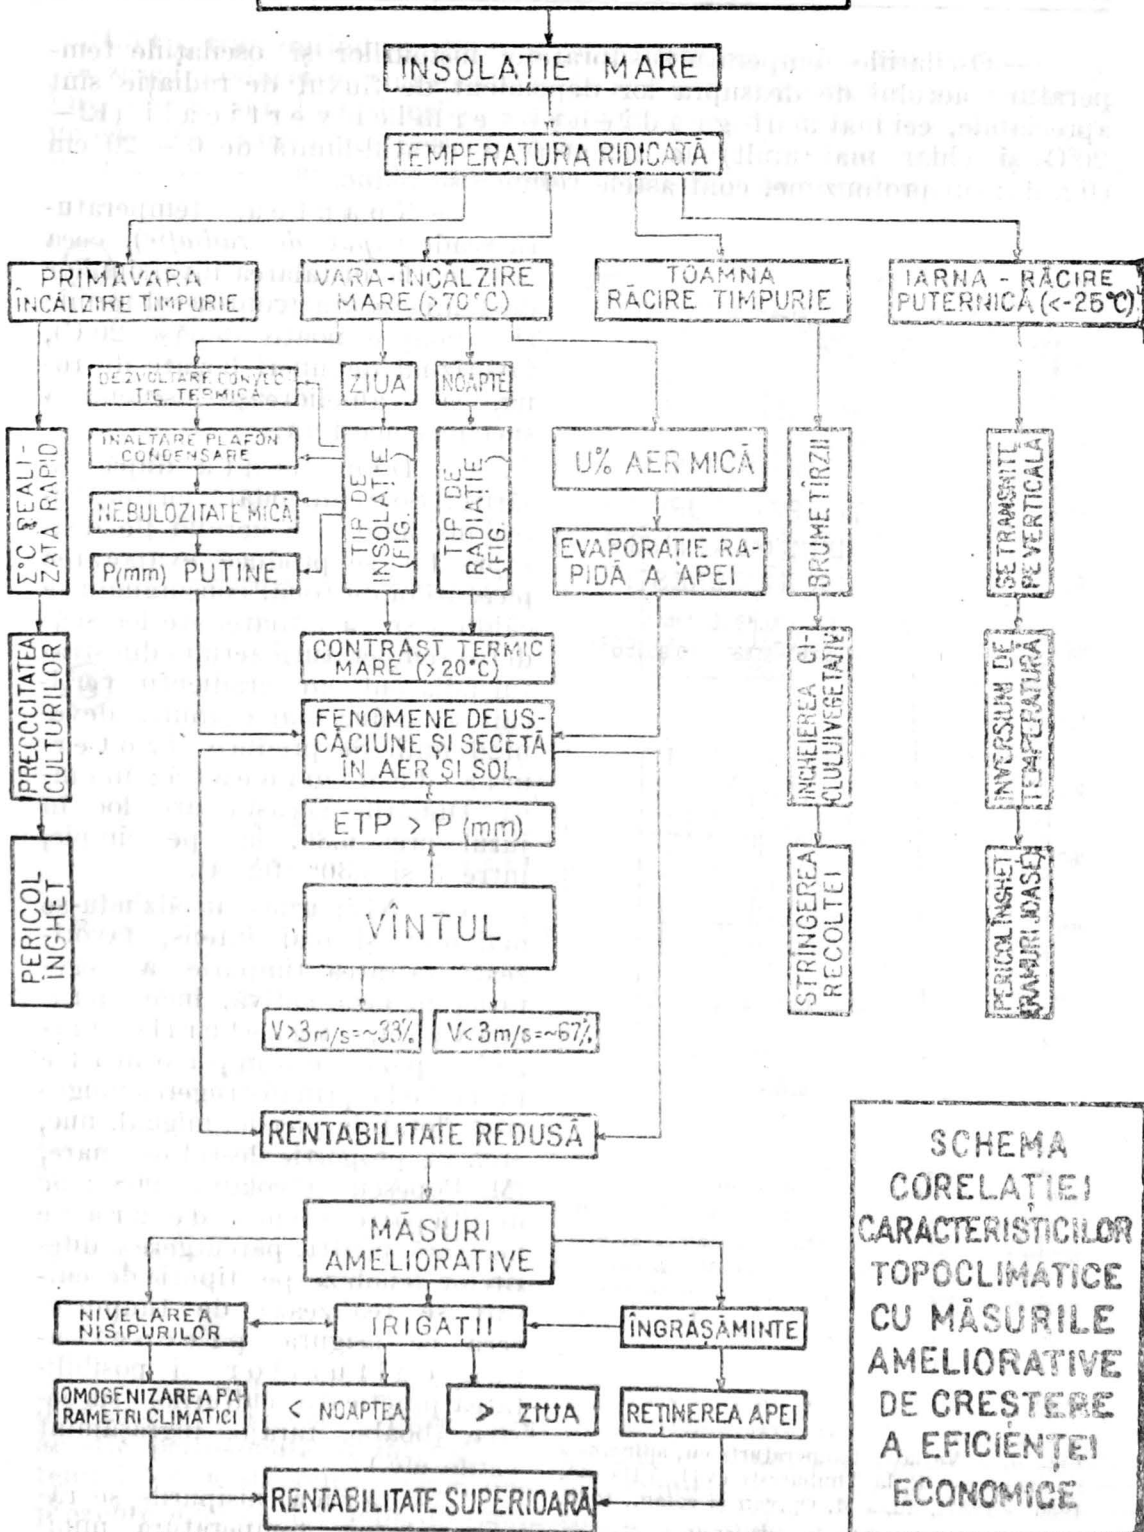 INSOLAȚIE MARE
TEMPERATURA RIDICATĂ
PRIMĂVARA
ÎNCĂLZIRE TIMPURIE
VARA-ÎNCĂLZIRE
MARE (>70°C)
TOAMNA
RĂCIRE TIMPURIE
IARNA - RĂCIRE
PUTERNICĂ (<-25°C)
DEZVOLTARE CONVEC
ȚIE TERMICĂ
ZIUA
NOAPTE
ÎNĂLȚARE PLAFON
CONDENSARE
NEBULOZITATE MICĂ
P(mm) PUȚINE
Σ°C REALI-
ZATĂ RAPID
TIP DE
INSOLAȚIE
(FIG. )
TIP DE
RADIAȚIE
(FIG. )
U% AER MICĂ
EVAPORAȚIE RA-
PIDĂ A APEI
BRUME TÎRZII
SE TRANSMITE
PE VERTICALĂ
CONTRAST TERMIC
MARE (>20°C)
PRECOCITATEA
CULTURILOR
FENOMENE DE US-
CĂCIUNE ȘI SECETĂ
ÎN AER ȘI SOL
ÎNCHEIEREA CI-
CLULUI VEGETATIV
INVERSIUNI DE
TEMPERATURĂ
ETP > P (mm)
PERICOL
ÎNGHEȚ
VÎNTUL
STRÎNGEREA
RECOLTEI
PERICOL ÎNGHEȚ
(RAMURI JOASE)
V>3m/s=~33%
V<3m/s=~67%
RENTABILITATE REDUSĂ
MĂSURI
AMELIORATIVE
NIVELAREA
NISIPURILOR
IRIGAȚII
ÎNGRĂȘĂMINTE
OMOGENIZAREA PA
RAMETRI CLIMATICI
< NOAPTEA
> ZIUA
REȚINEREA APEI
RENTABILITATE SUPERIOARĂ
SCHEMA
CORELAȚIEI
CARACTERISTICILOR
TOPOCLIMATICE
CU MĂSURILE
AMELIORATIVE
DE CREȘTERE
A EFICIENȚEI
ECONOMICE